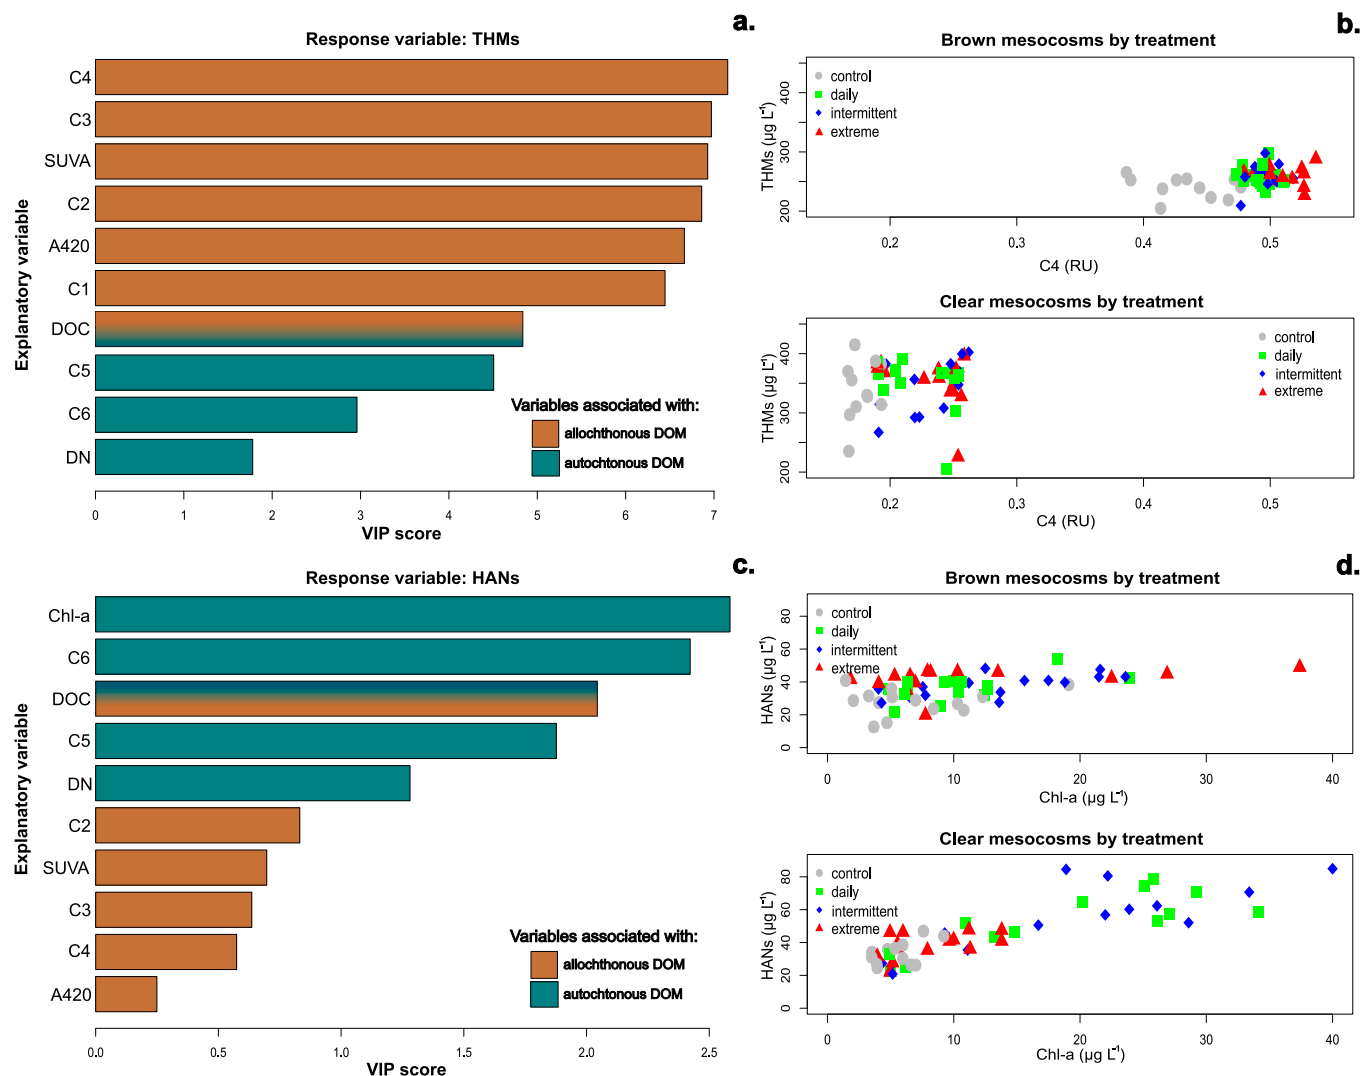 a.
Response variable: THMs
Explanatory variable
C4
C3
SUVA
C2
A420
C1
DOC
C5
C6
DN
Variables associated with:
allochthonous DOM
autochtonous DOM
0 1 2 3 4 5 6 7
VIP score
b.
Brown mesocosms by treatment
THMs (µg L⁻¹)
400
300
200
control
daily
intermittent
extreme
0.2 0.3 0.4 0.5
C4 (RU)
Clear mesocosms by treatment
THMs (µg L⁻¹)
400
300
200
control
daily
intermittent
extreme
0.2 0.3 0.4 0.5
C4 (RU)
c.
Response variable: HANs
Explanatory variable
Chl-a
C6
DOC
C5
DN
C2
SUVA
C3
C4
A420
Variables associated with:
allochthonous DOM
autochtonous DOM
0.0 0.5 1.0 1.5 2.0 2.5
VIP score
d.
Brown mesocosms by treatment
HANs (µg L⁻¹)
80
60
40
20
0
control
daily
intermittent
extreme
0 10 20 30 40
Chl-a (µg L⁻¹)
Clear mesocosms by treatment
HANs (µg L⁻¹)
80
60
40
20
0
control
daily
intermittent
extreme
0 10 20 30 40
Chl-a (µg L⁻¹)